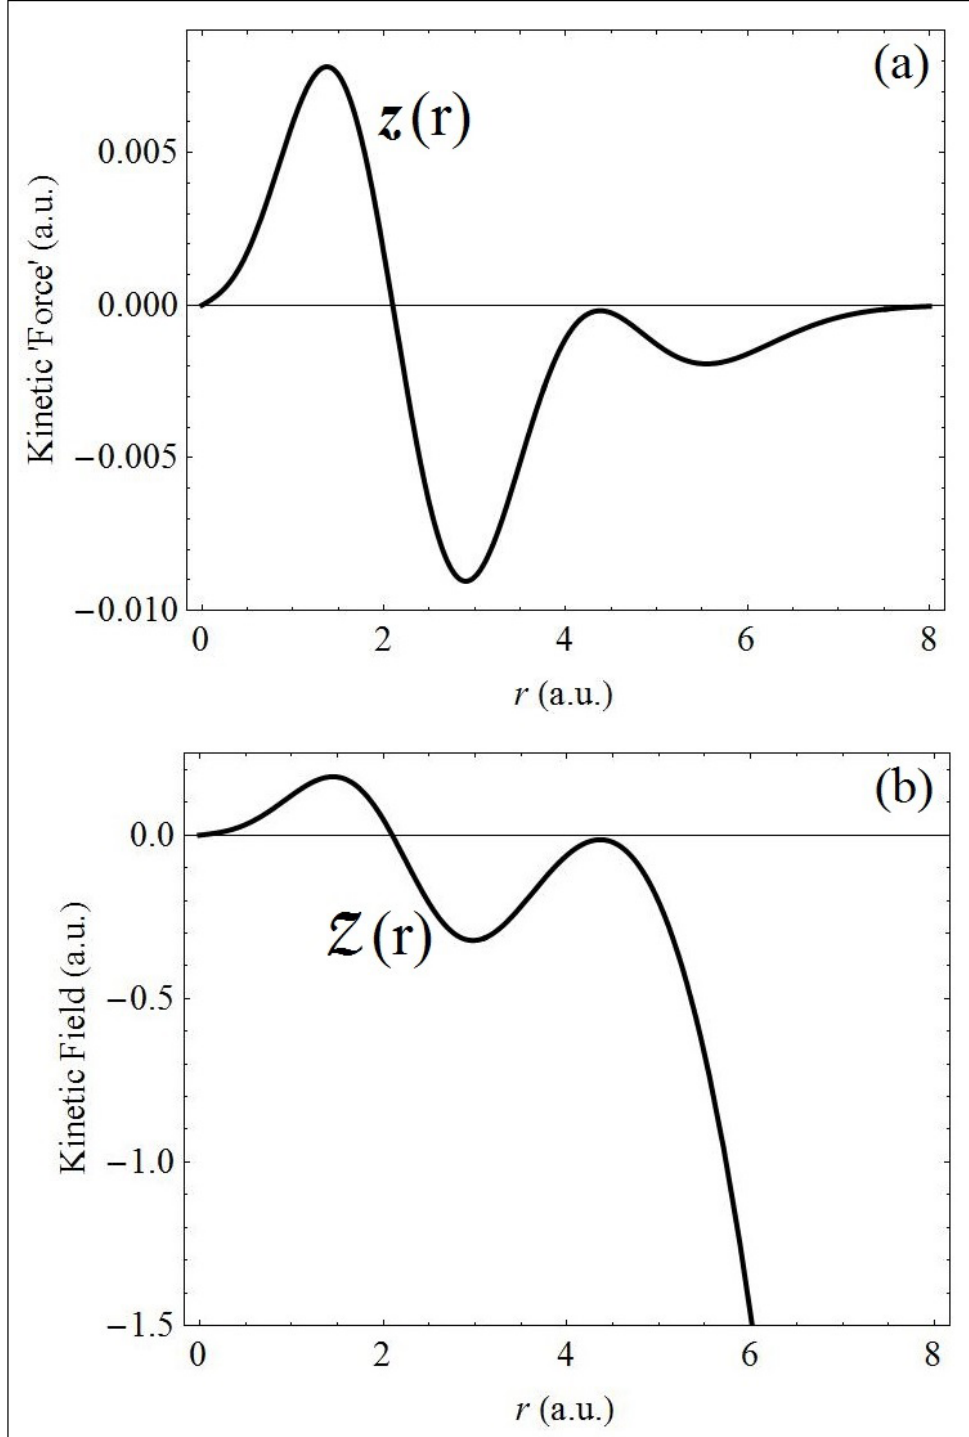 (a)
z(r)
0.005
0.000
−0.005
−0.010
Kinetic 'Force' (a.u.)
0 2 4 6 8
r (a.u.)
(b)
0.0
Z(r)
−0.5
−1.0
−1.5
Kinetic Field (a.u.)
0 2 4 6 8
r (a.u.)